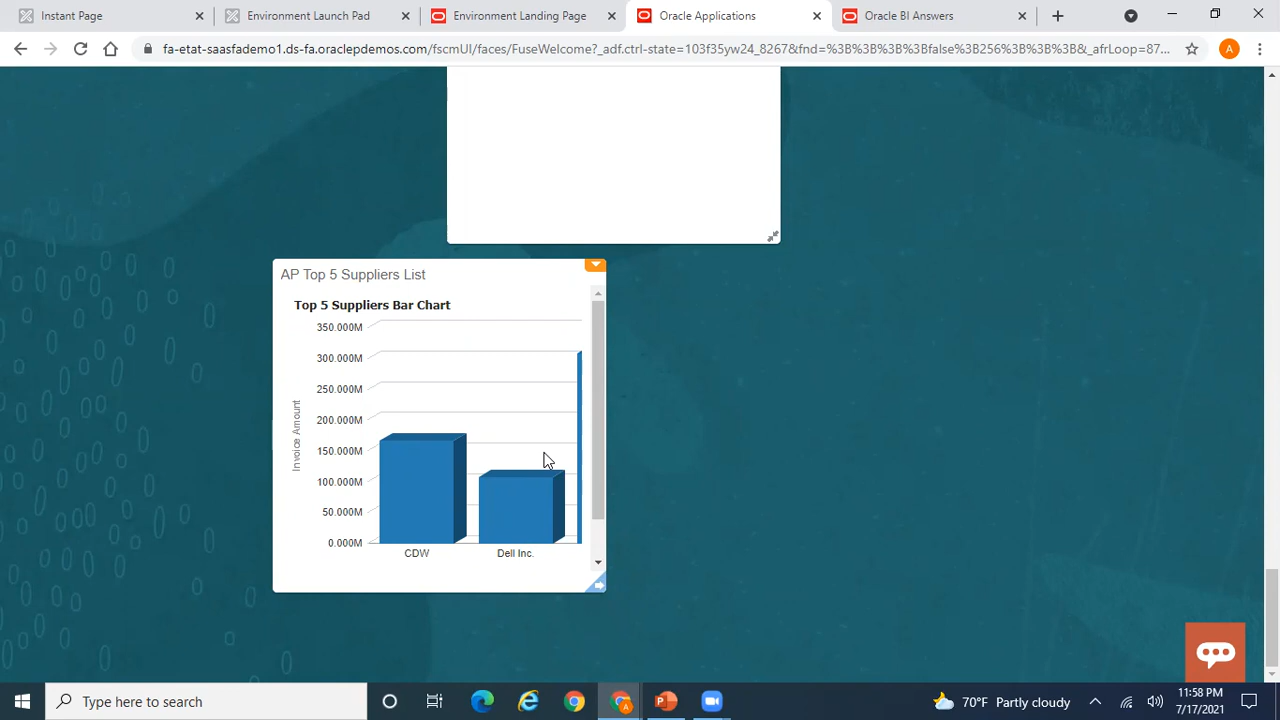 Instant Page
Environment Launch Pa
Environment Landing Page
Oracle Applications
Oracle BI Answers
fa-etat-saasfademo1.ds-fa.oraclepdemos.com/fscmUI/faces/FuseWelcome?_adf.ctrl-state=103f35yw24_8267&fnd=%3B%3B%3B%3Bfalse%3B256%3B%3B%3B&_afrLoop=87...
A
AP Top 5 Suppliers List
Top 5 Suppliers Bar Chart
350.000M
300.000M
250.000M
200.000M
150.000M
100.000M
50.000M
0.000M
Invoice Amount
CDW
Dell Inc.
Type here to search
70°F Partly cloudy
11:58 PM
7/17/2021